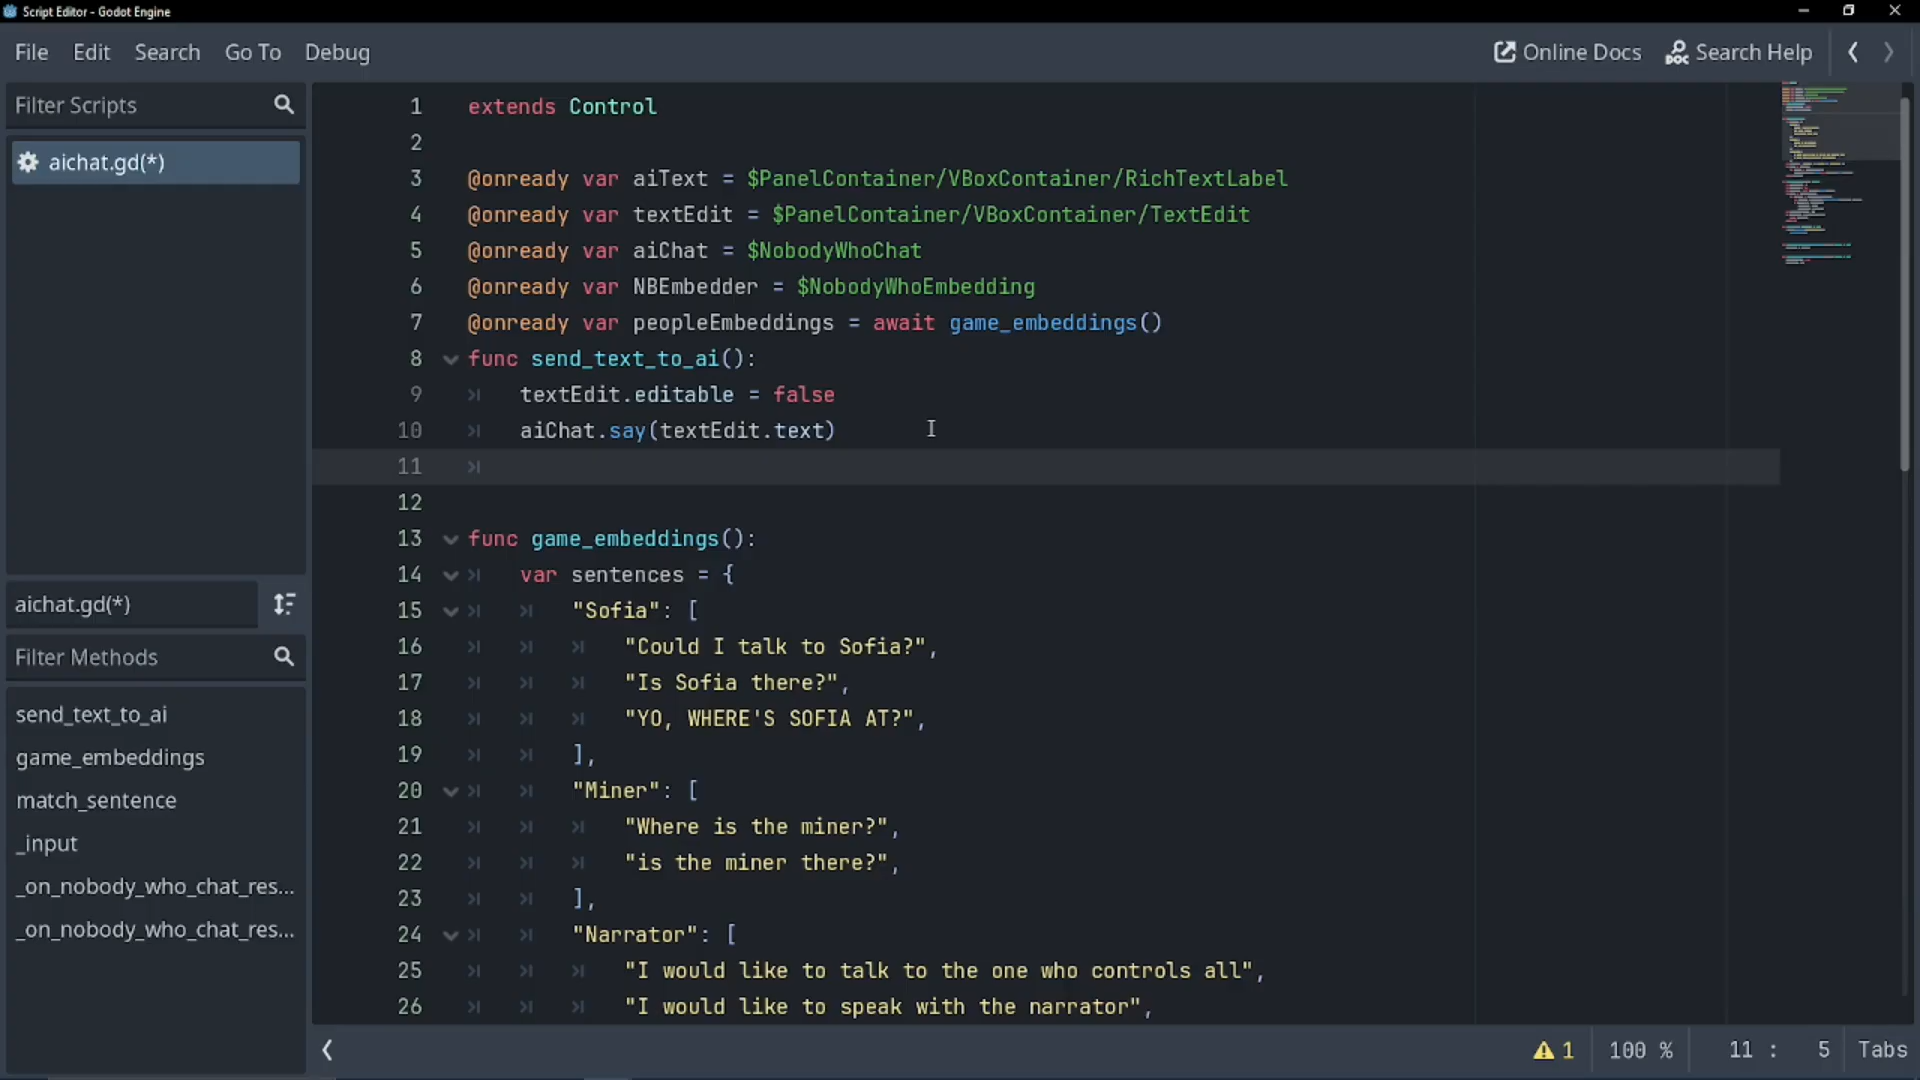 Script Editor - Godot Engine
File Edit Search Go To Debug
Online Docs Search Help
Filter Scripts
aichat.gd(*)
aichat.gd(*)
Filter Methods
send_text_to_ai
game_embeddings
match_sentence
_input
_on_nobody_who_chat_res...
_on_nobody_who_chat_res...
1 extends Control
2
3 @onready var aiText = $PanelContainer/VBoxContainer/RichTextLabel
4 @onready var textEdit = $PanelContainer/VBoxContainer/TextEdit
5 @onready var aiChat = $NobodyWhoChat
6 @onready var NBEmbedder = $NobodyWhoEmbedding
7 @onready var peopleEmbeddings = await game_embeddings()
8 func send_text_to_ai():
9 textEdit.editable = false
10 aiChat.say(textEdit.text)
11
12
13 func game_embeddings():
14 var sentences = {
15 "Sofia": [
16 "Could I talk to Sofia?",
17 "Is Sofia there?",
18 "YO, WHERE'S SOFIA AT?",
19 ],
20 "Miner": [
21 "Where is the miner?",
22 "is the miner there?",
23 ],
24 "Narrator": [
25 "I would like to talk to the one who controls all",
26 "I would like to speak with the narrator",
1 100 % 11 : 5 Tabs